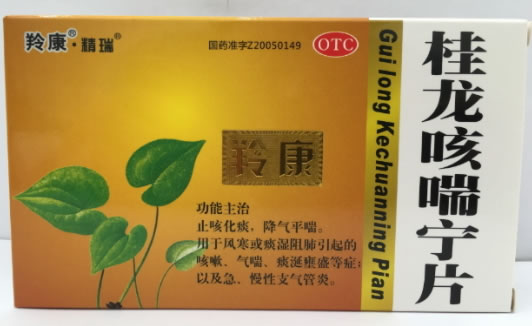 羚康®·精瑞®
国药准字Z20050149
OTC
羚康
功能主治
止咳化痰，降气平喘。
用于风寒或痰湿阻肺引起的
咳嗽、气喘、痰涎壅盛等症；
以及急、慢性支气管炎。
Gui long Kechuanning Pian
桂龙咳喘宁片